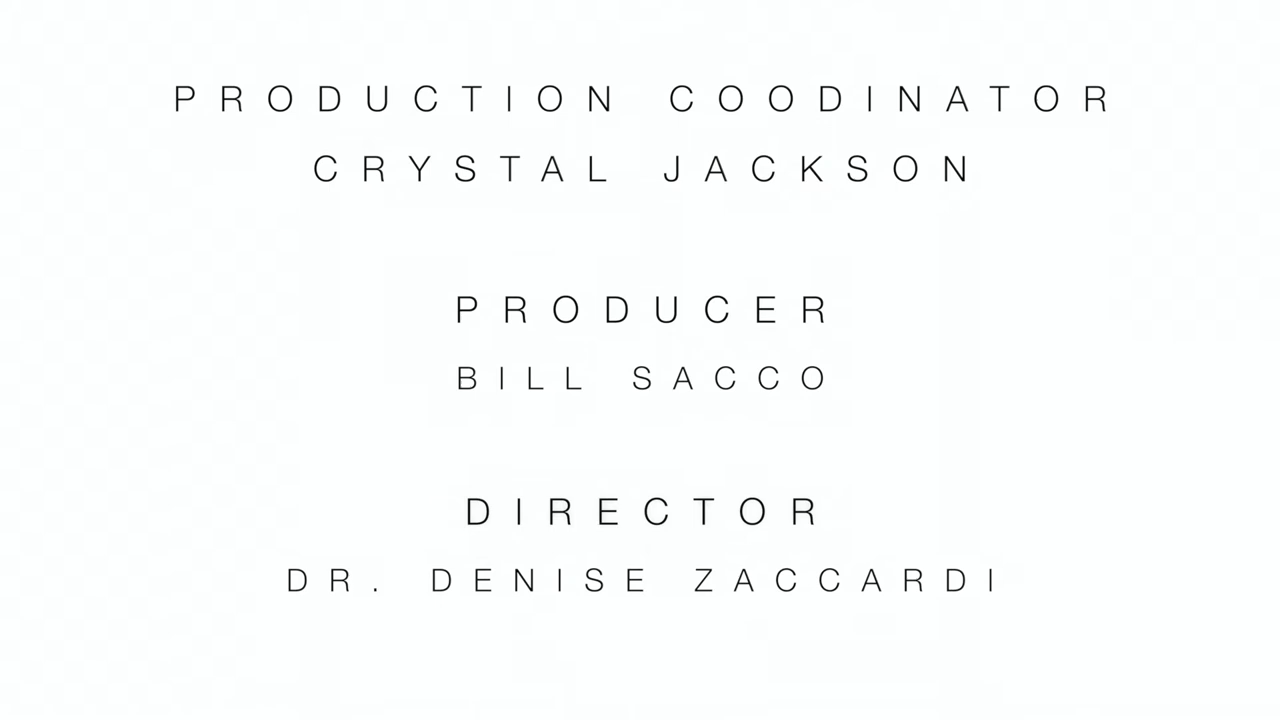 PRODUCTION COODINATOR
CRYSTAL JACKSON
PRODUCER
BILL SACCO
DIRECTOR
DR. DENISE ZACCARDI